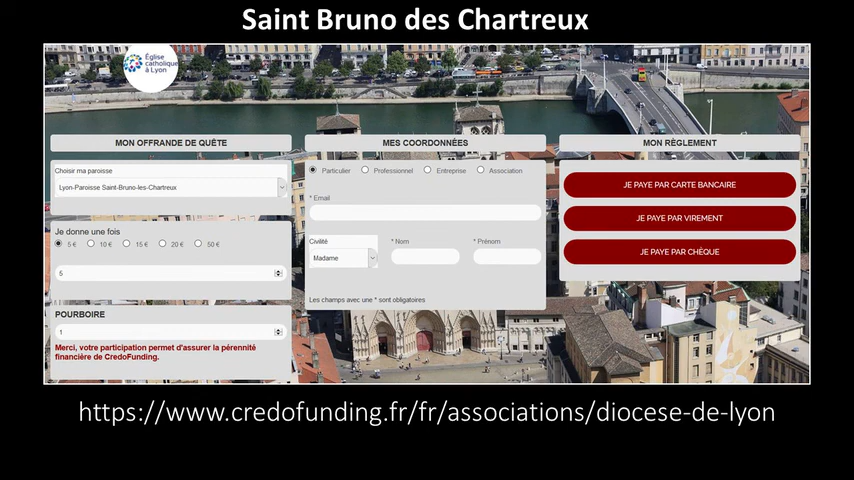 Saint Bruno des Chartreux
Église
catholique
à Lyon
MON OFFRANDE DE QUÊTE
Choisir ma paroisse
Lyon-Paroisse Saint-Bruno-les-Chartreux
Je donne une fois
5 € 10 € 15 € 20 € 50 €
5
POURBOIRE
1
Merci, votre participation permet d'assurer la pérennité
financière de CredoFunding.
MES COORDONNÉES
Particulier Professionnel Entreprise Association
* Email
Civilité * Nom * Prénom
Madame
Les champs avec une * sont obligatoires
MON RÈGLEMENT
JE PAYE PAR CARTE BANCAIRE
JE PAYE PAR VIREMENT
JE PAYE PAR CHÈQUE
https://www.credofunding.fr/fr/associations/diocese-de-lyon